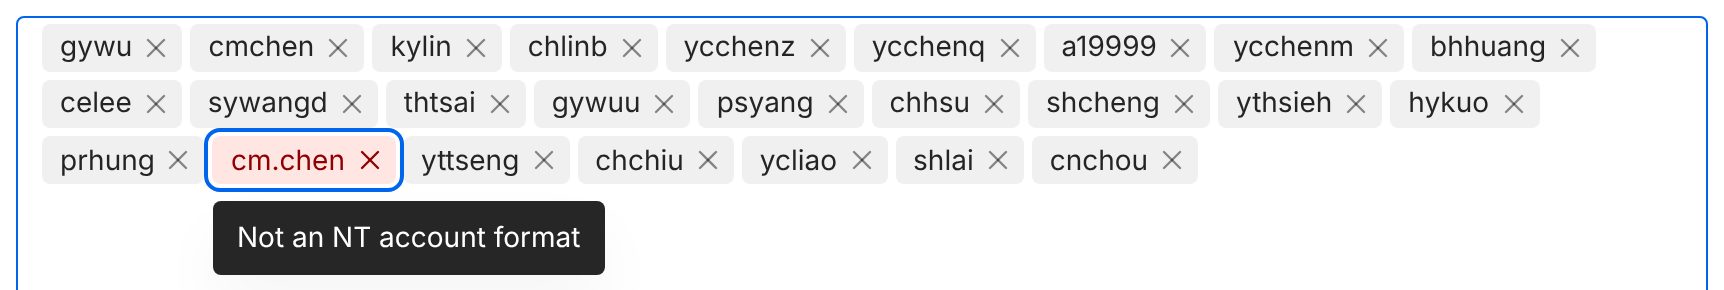 gywu cmchen kylin chlinb ycchenz ycchenq a19999 ycchenm bhhuang
celee sywangd thtsai gywuu psyang chhsu shcheng ythsieh hykuo
prhung cm.chen yttseng chchiu ycliao shlai cnchou
Not an NT account format